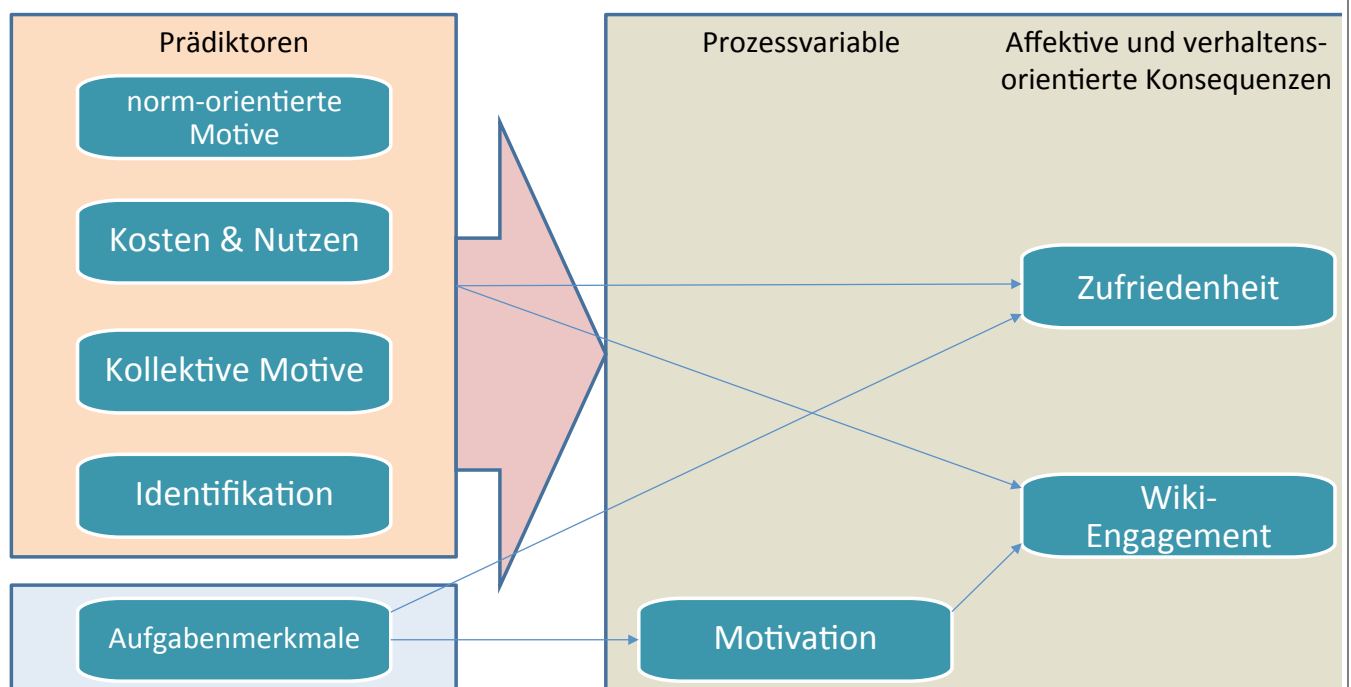 Prädiktoren
norm-orientierte
Motive
Kosten & Nutzen
Kollektive Motive
Identifikation
Aufgabenmerkmale
Prozessvariable
Motivation
Affektive und verhaltens-
orientierte Konsequenzen
Zufriedenheit
Wiki-
Engagement